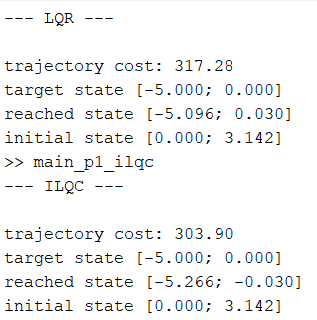 --- LQR ---
trajectory cost: 317.28
target state [-5.000; 0.000]
reached state [-5.096; 0.030]
initial state [0.000; 3.142]
>> main_p1_ilqc
--- ILQC ---
trajectory cost: 303.90
target state [-5.000; 0.000]
reached state [-5.266; -0.030]
initial state [0.000; 3.142]